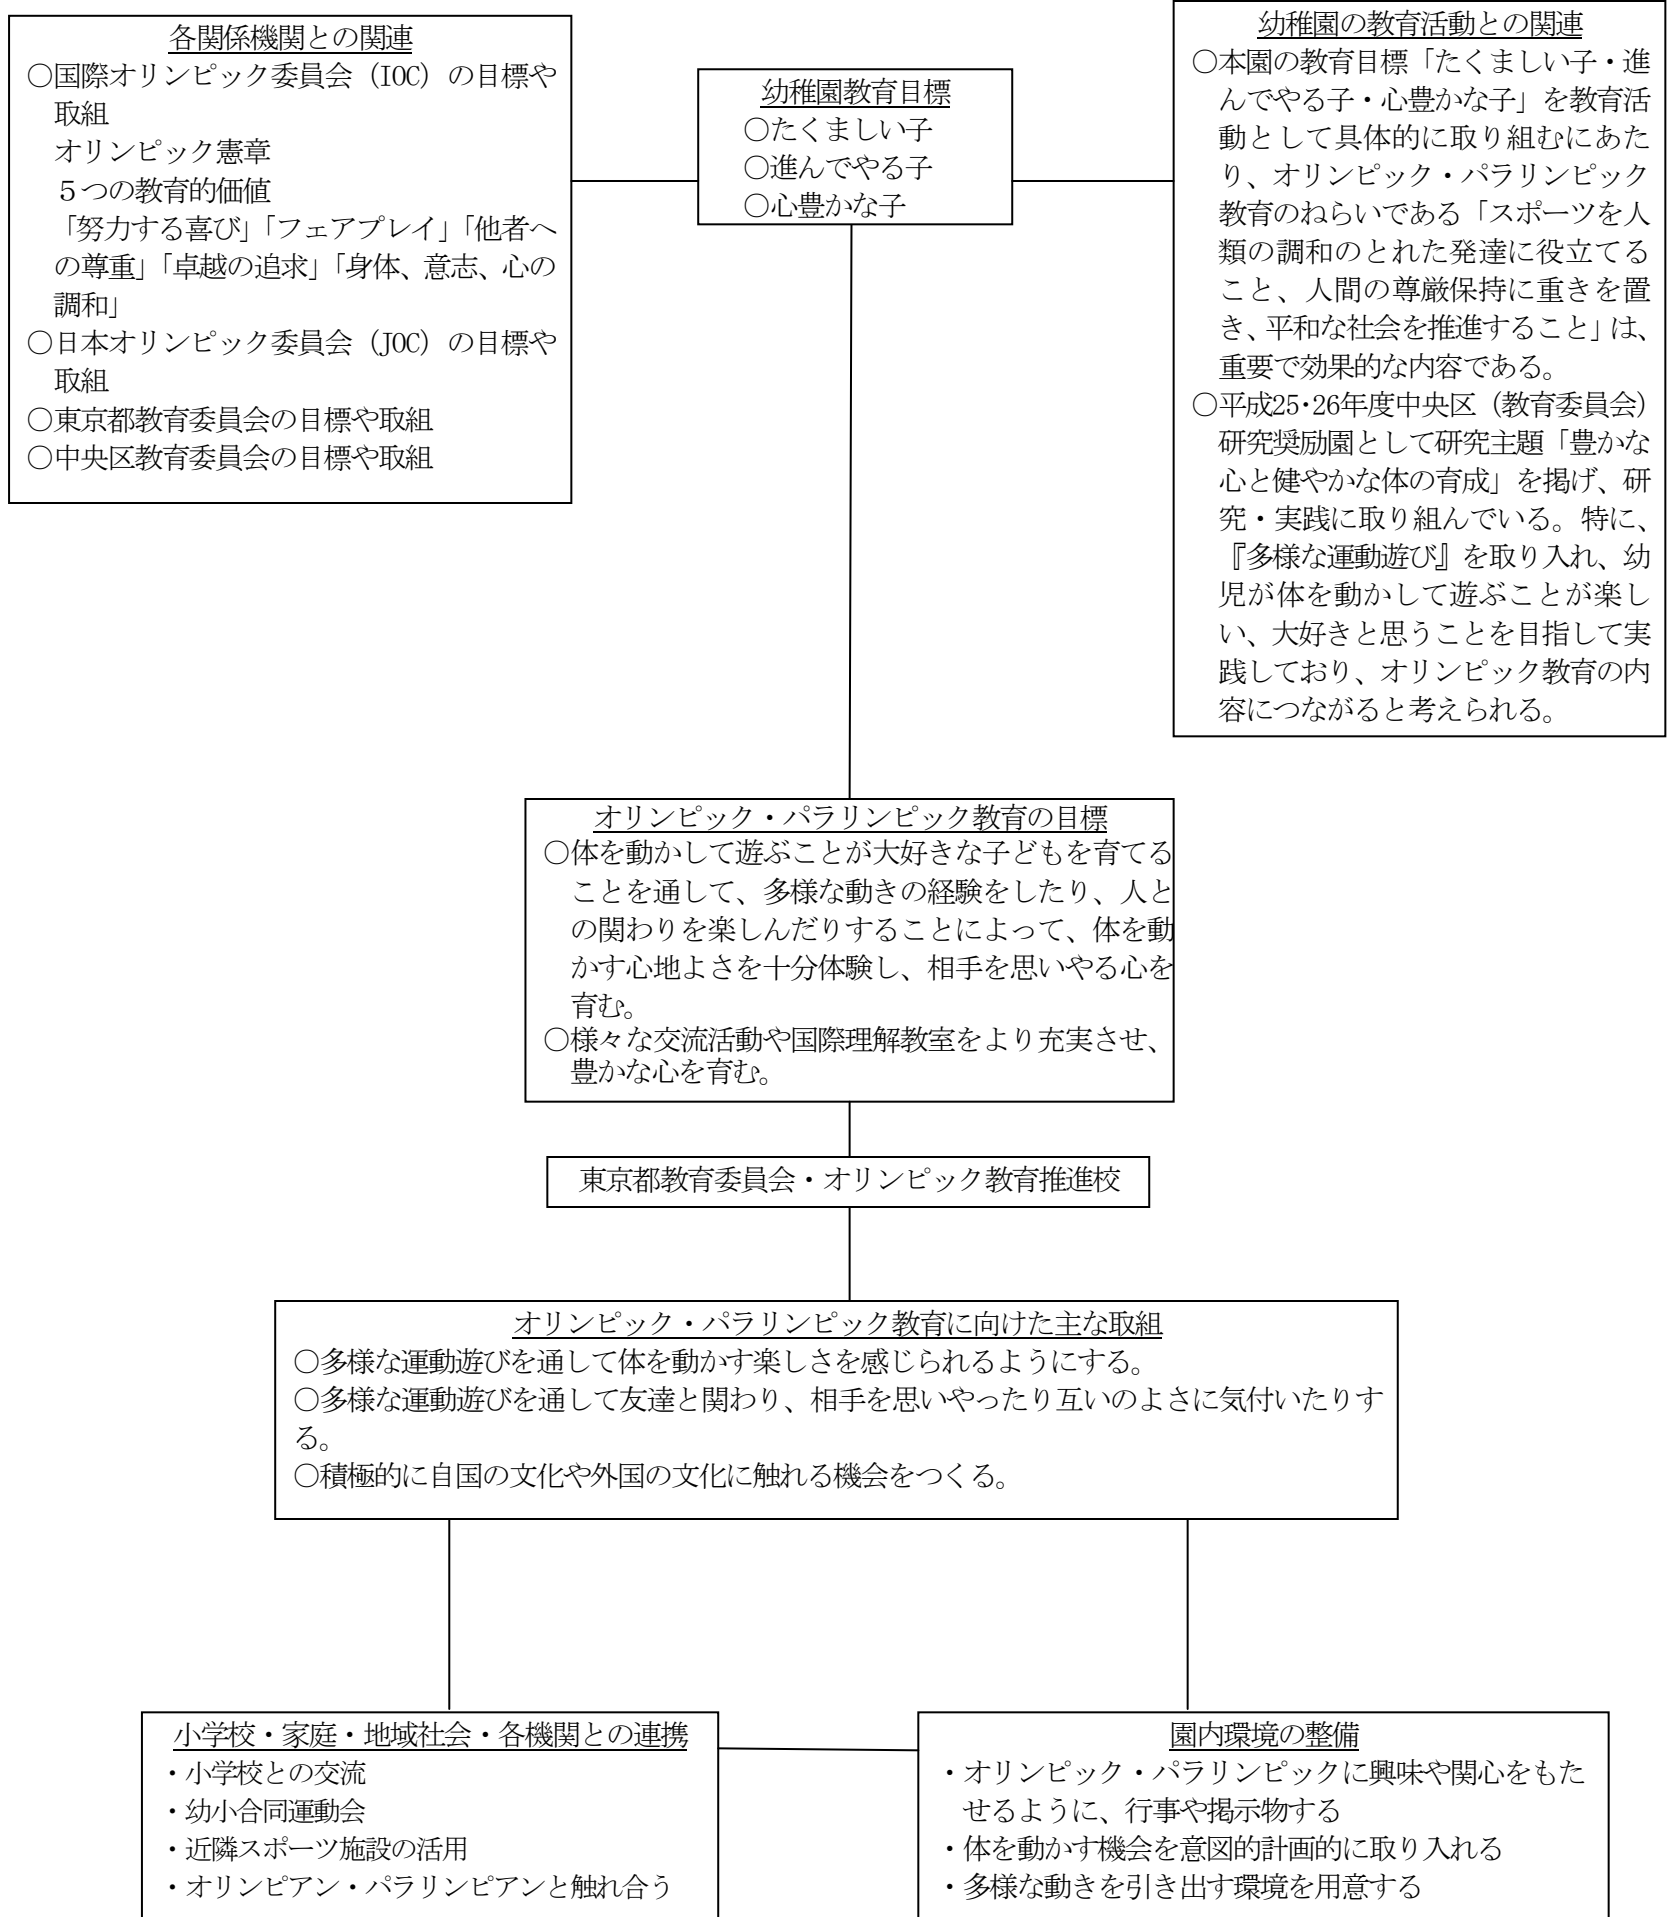 各関係機関との関連
○国際オリンピック委員会（IOC）の目標や
取組
オリンピック憲章
５つの教育的価値
「努力する喜び」「フェアプレイ」「他者へ
の尊重」「卓越の追求」「身体、意志、心の
調和」
○日本オリンピック委員会（JOC）の目標や
取組
○東京都教育委員会の目標や取組
○中央区教育委員会の目標や取組
幼稚園教育目標
○たくましい子
○進んでやる子
○心豊かな子
幼稚園の教育活動との関連
○本園の教育目標「たくましい子・進
んでやる子・心豊かな子」を教育活
動として具体的に取り組むにあた
り、オリンピック・パラリンピック
教育のねらいである「スポーツを人
類の調和のとれた発達に役立てる
こと、人間の尊厳保持に重きを置
き、平和な社会を推進すること」は、
重要で効果的な内容である。
○平成25・26年度中央区（教育委員会）
研究奨励園として研究主題「豊かな
心と健やかな体の育成」を掲げ、研
究・実践に取り組んでいる。特に、
『多様な運動遊び』を取り入れ、幼
児が体を動かして遊ぶことが楽し
い、大好きと思うことを目指して実
践しており、オリンピック教育の内
容につながると考えられる。
オリンピック・パラリンピック教育の目標
○体を動かして遊ぶことが大好きな子どもを育てる
ことを通して、多様な動きの経験をしたり、人と
の関わりを楽しんだりすることによって、体を動
かす心地よさを十分体験し、相手を思いやる心を
育む。
○様々な交流活動や国際理解教室をより充実させ、
豊かな心を育む。
東京都教育委員会・オリンピック教育推進校
オリンピック・パラリンピック教育に向けた主な取組
○多様な運動遊びを通して体を動かす楽しさを感じられるようにする。
○多様な運動遊びを通して友達と関わり、相手を思いやったり互いのよさに気付いたりす
る。
○積極的に自国の文化や外国の文化に触れる機会をつくる。
小学校・家庭・地域社会・各機関との連携
・小学校との交流
・幼小合同運動会
・近隣スポーツ施設の活用
・オリンピアン・パラリンピアンと触れ合う
園内環境の整備
・オリンピック・パラリンピックに興味や関心をもた
せるように、行事や掲示物する
・体を動かす機会を意図的計画的に取り入れる
・多様な動きを引き出す環境を用意する